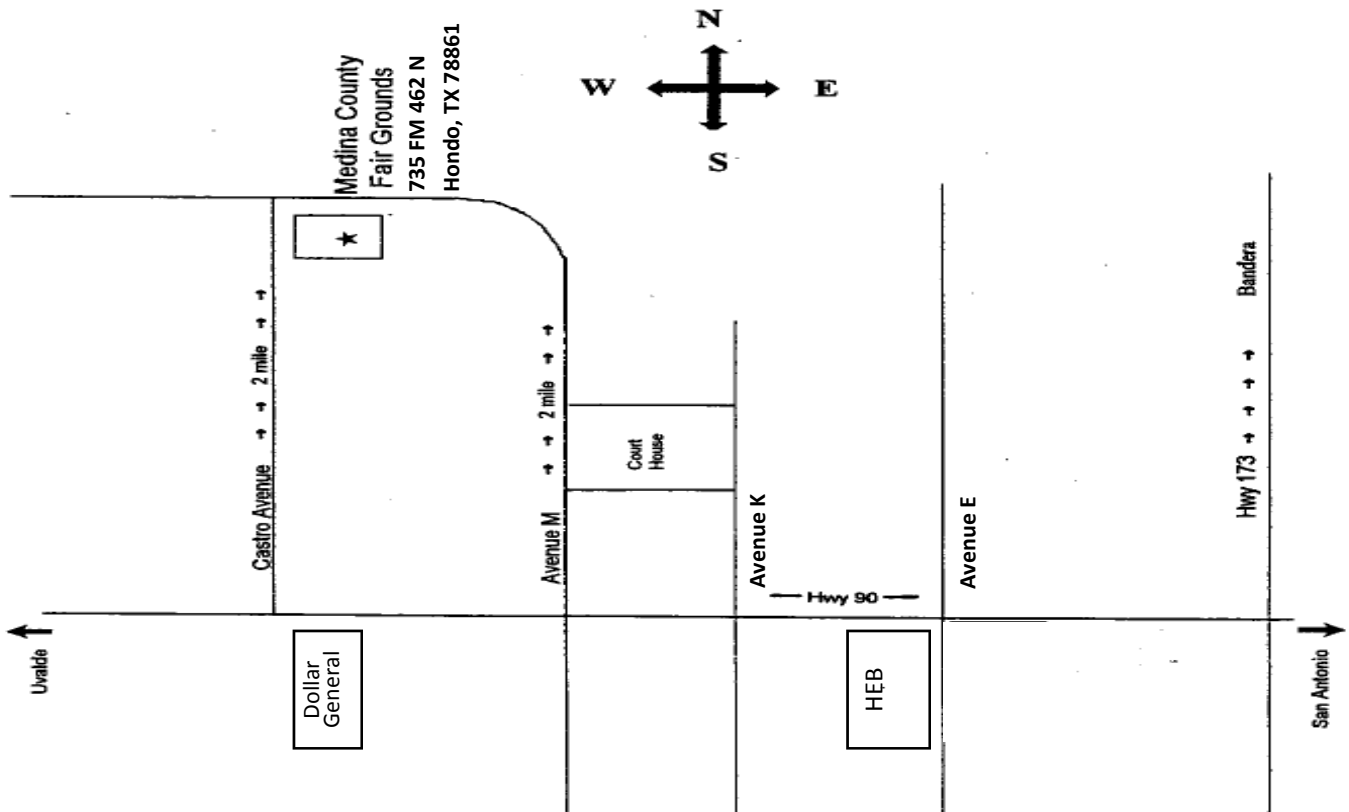 N
W
E
S
Medina County
Fair Grounds
735 FM 462 N
Hondo, TX 78861
Castro Avenue → → 2 mile → → →
Avenue M → → 2 mile → → →
Court
House
Avenue K
Hwy 90
Avenue E
Hwy 173 → → → → → Bandera
Uvalde
Dollar
General
HEB
San Antonio